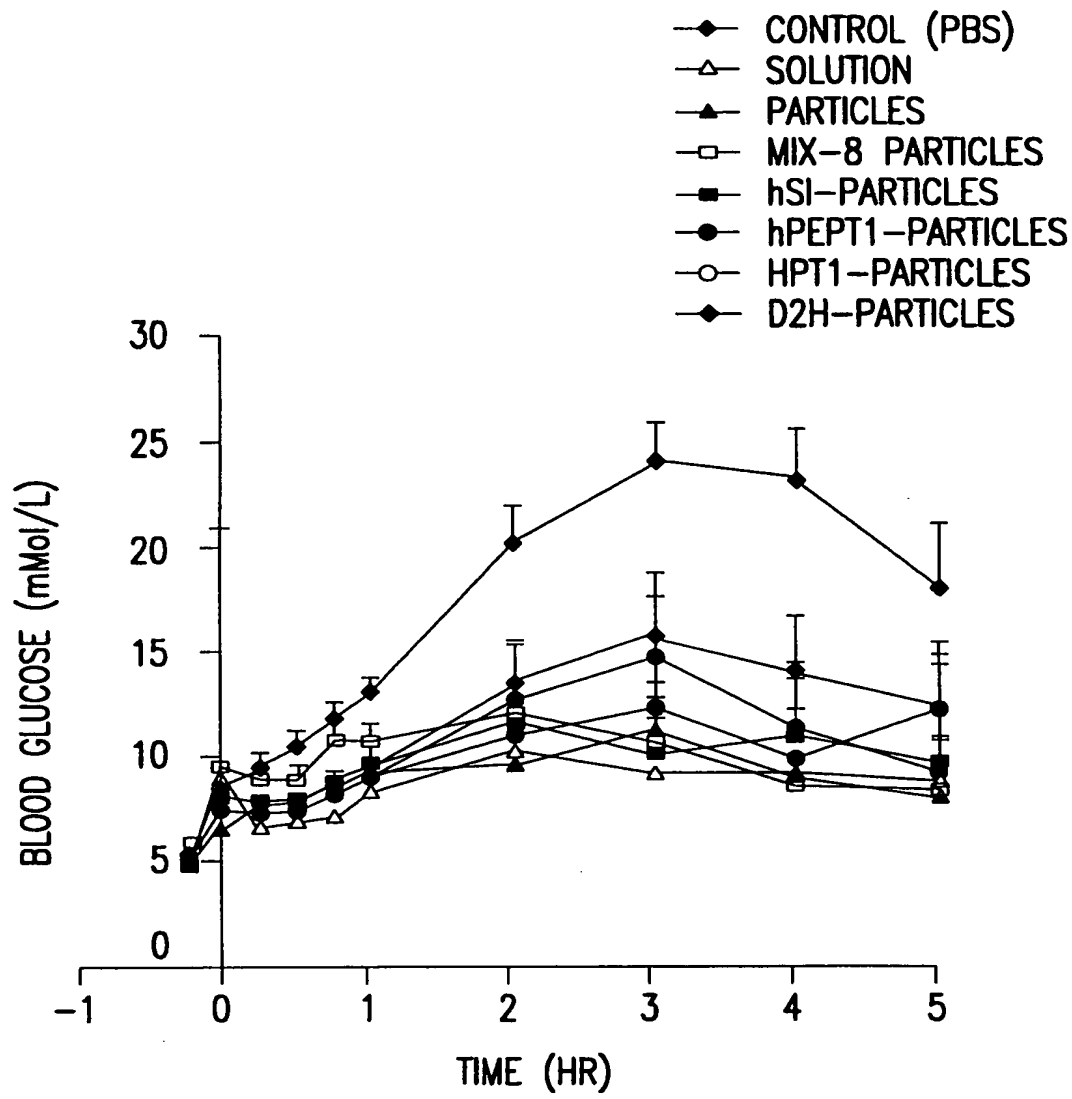 CONTROL (PBS)
SOLUTION
PARTICLES
MIX-8 PARTICLES
hSI-PARTICLES
hPEPT1-PARTICLES
HPT1-PARTICLES
D2H-PARTICLES
30
25
20
15
10
5
0
BLOOD GLUCOSE (mMol/L)
-1 0 1 2 3 4 5
TIME (HR)